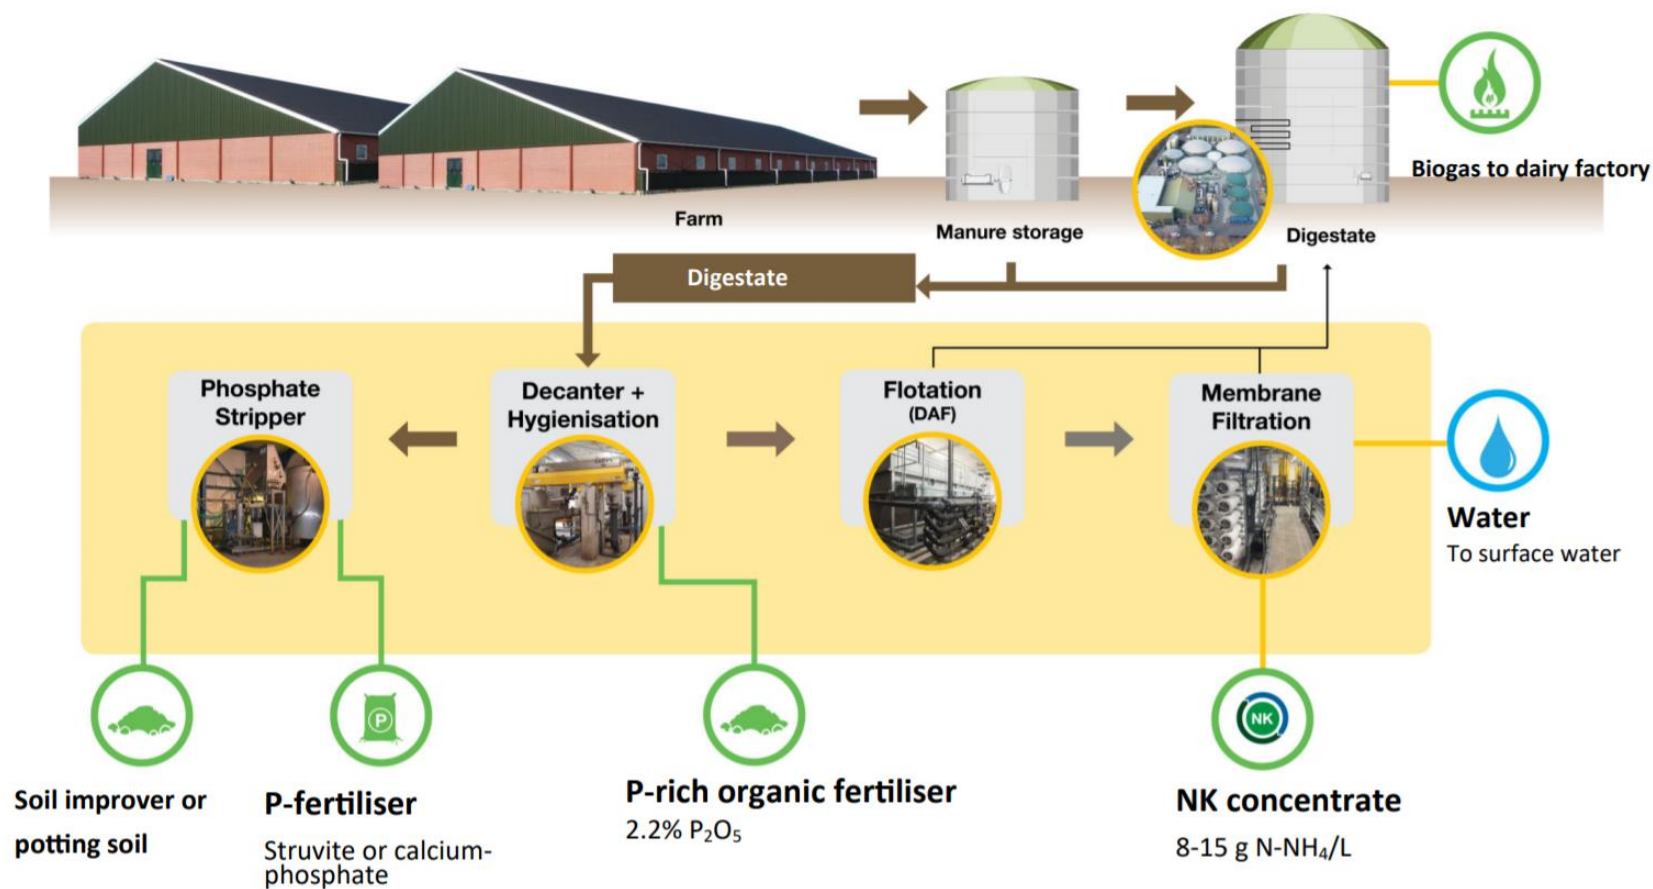 Farm
Manure storage
Digestate
Biogas to dairy factory
Digestate
Phosphate
Stripper
Decanter +
Hygienisation
Flotation
(DAF)
Membrane
Filtration
Water
To surface water
P
NK
Soil improver or
potting soil
P-fertiliser
Struvite or calcium-
phosphate
P-rich organic fertiliser
2.2% P₂O₅
NK concentrate
8-15 g N-NH₄/L